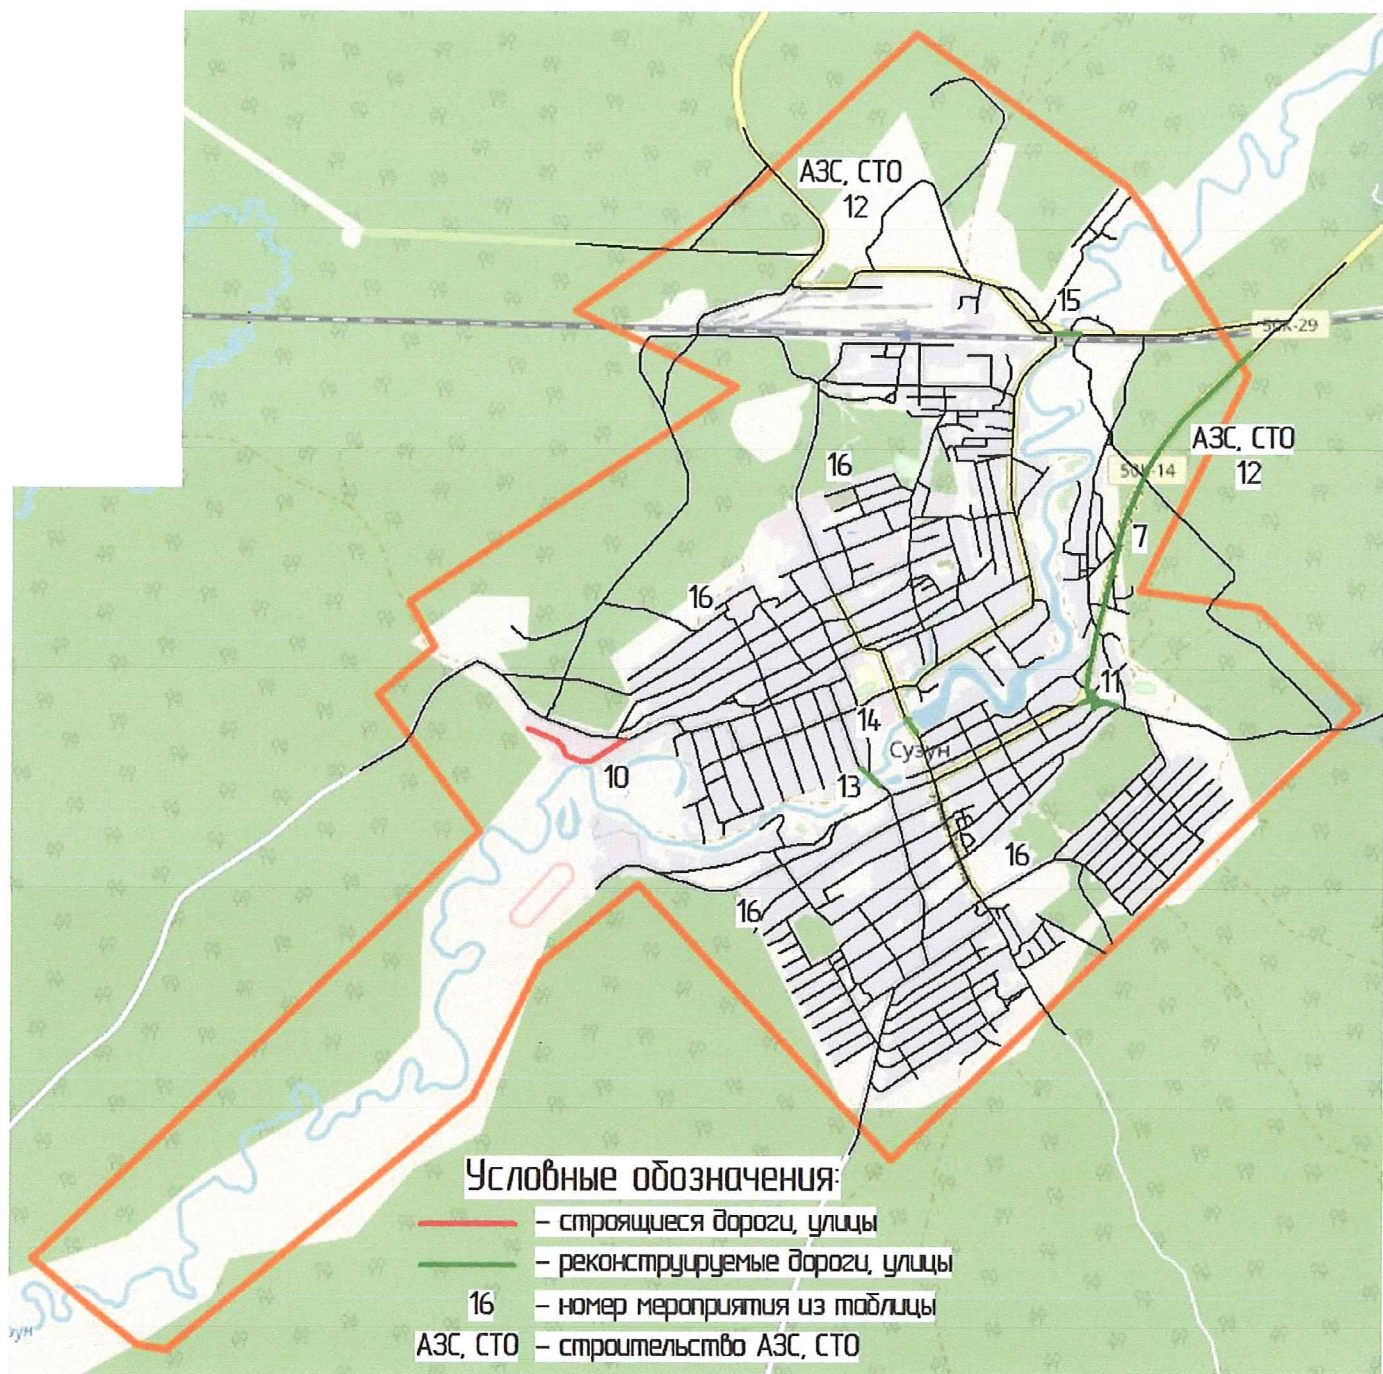 АЗС, СТО
12
15
50К-29
АЗС, СТО
12
16
50К-14
7
16
11
14
Сузун
10
13
16
16
Условные обозначения:
– строящиеся дороги, улицы
– реконструируемые дороги, улицы
16 – номер мероприятия из таблицы
АЗС, СТО – строительство АЗС, СТО